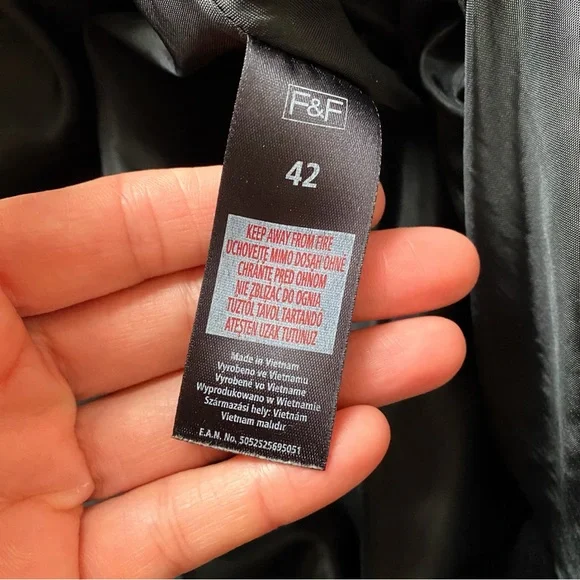 F&F
42
KEEP AWAY FROM FIRE
UCHOVEJTE MIMO DOSAH OHNĚ
CHRÁŇTE PRED OHŇOM
NIE ZBLIŻAĆ DO OGNIA
TŰZTŐL TÁVOL TARTANDÓ
ATEŞTEN UZAK TUTUNUZ
Made in Vietnam
Vyrobeno ve Vietnamu
Vyrobené vo Vietname
Wyprodukowano w Wietnamie
Származási hely: Vietnám
Vietnam malıdır
E.A.N. No. 5052525695051